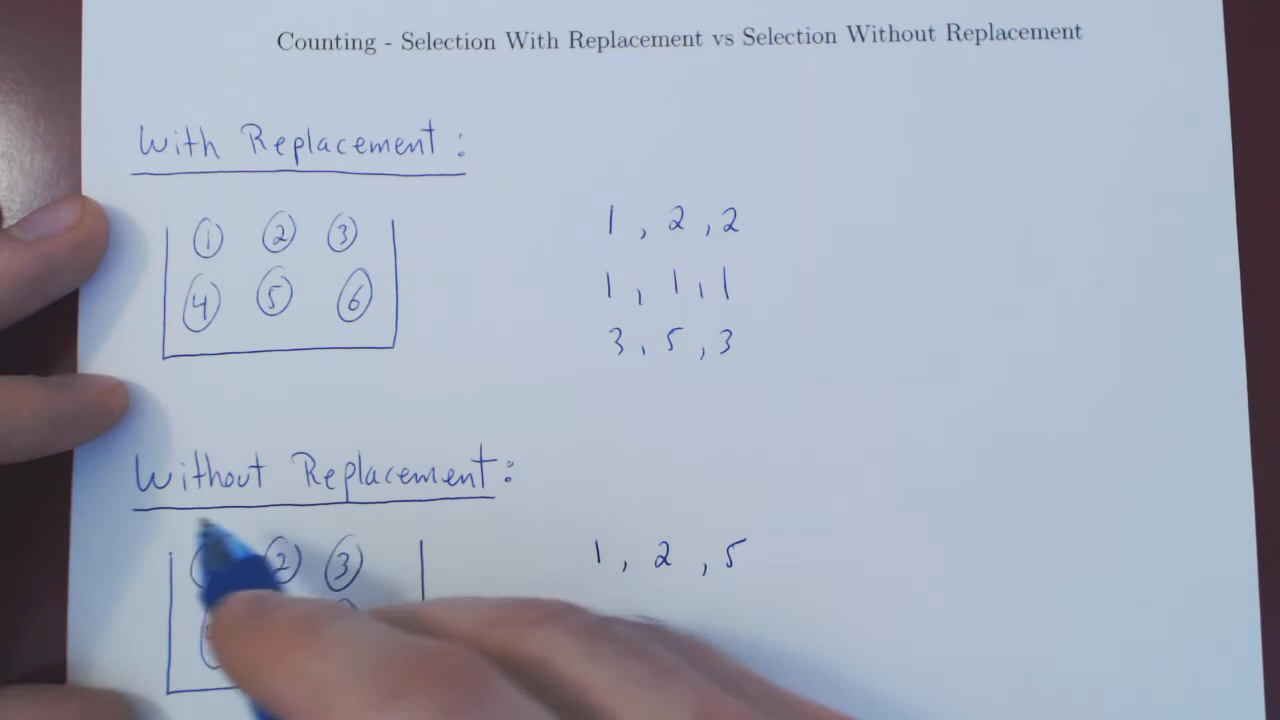 Counting - Selection With Replacement vs Selection Without Replacement
With Replacement :
1 2 3
4 5 6
1 , 2 , 2
1 , 1 , 1
3 , 5 , 3
Without Replacement :
2 3
1 , 2 , 5